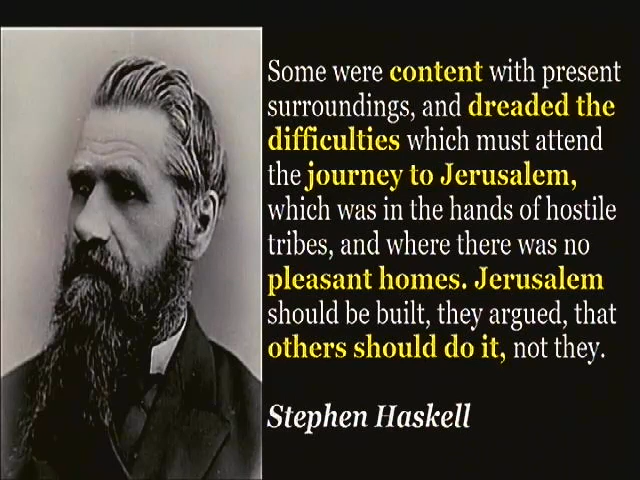 Some were content with present
surroundings, and dreaded the
difficulties which must attend
the journey to Jerusalem,
which was in the hands of hostile
tribes, and where there was no
pleasant homes. Jerusalem
should be built, they argued, that
others should do it, not they.
Stephen Haskell